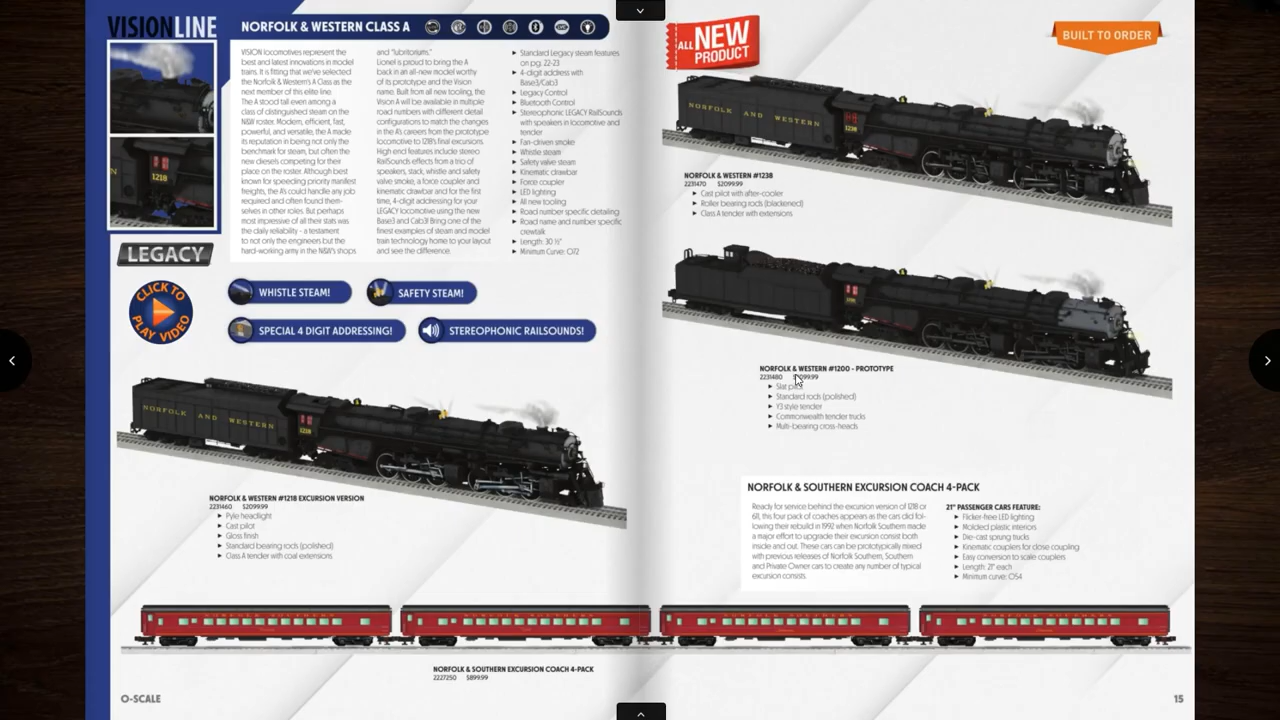 VISIONLINE
NORFOLK & WESTERN CLASS A
VISION locomotives represent the
best and latest innovations in model
trains. It is fitting that we've selected
the Norfolk & Western's A Class as the
next member of this elite line.
The A stood tall even among a
class of distinguished steam on the
N&W roster. Modern, efficient, fast,
powerful, and versatile, the A made
its reputation in being not only the
benchmark for steam, but often the
new diesels competing for their
place on the roster. Although best
known for speeding priority manifest
freights, the A's could handle any job
required and often found them-
selves in other roles. But perhaps
most impressive of all their stats was
the daily reliability - a testament
to not only the engineers but the
hard-working army in the N&W's shops
and "lubritoriums."
Lionel is proud to bring the A
back in an all-new model worthy
of its prototype and the Vision
name. Built from all new tooling, the
Vision A will be available in multiple
road numbers with different detail
configurations to match the changes
in the A's careers from the prototype
locomotive to 1218's final excursions.
High end features include stereo
RailSounds effects from a trio of
speakers, stack, whistle and safety
valve smoke, a force coupler and
kinematic drawbar and for the first
time, 4-digit addressing for your
LEGACY locomotive using the new
Base3 and Cab3! Bring one of the
finest examples of steam and model
train technology home to your layout
and see the difference.
► Standard Legacy steam features
on pg. 22-23
► 4-digit address with
Base3/Cab3
► Legacy Control
► Bluetooth Control
► Stereophonic LEGACY RailSounds
with speakers in locomotive and
tender
► Fan-driven smoke
► Whistle steam
► Safety valve steam
► Kinematic drawbar
► Force coupler
► LED lighting
► All new tooling
► Road number specific detailing
► Road name and number specific
crewtalk
► Length: 30 ½"
► Minimum Curve: O72
1218
LEGACY
CLICK TO
PLAY VIDEO
WHISTLE STEAM!
SAFETY STEAM!
SPECIAL 4 DIGIT ADDRESSING!
STEREOPHONIC RAILSOUNDS!
NORFOLK AND WESTERN
1218
NORFOLK & WESTERN #1218 EXCURSION VERSION
2231460 $2099.99
► Pyle headlight
► Cast pilot
► Gloss finish
► Standard bearing rods (polished)
► Class A tender with coal extensions
ALL NEW
PRODUCT
BUILT TO ORDER
NORFOLK AND WESTERN
1238
NORFOLK & WESTERN #1238
2231470 $2099.99
► Cast pilot with after-cooler
► Roller bearing rods (blackened)
► Class A tender with extensions
NORFOLK & WESTERN #1200 - PROTOTYPE
2231480
► Slat
► Standard rods (polished)
► Y3 style tender
► Commonwealth tender trucks
► Multi-bearing cross-heads
NORFOLK & SOUTHERN EXCURSION COACH 4-PACK
Ready for service behind the excursion version of 1218 or
611, this four pack of coaches appears as the cars did fol-
lowing their rebuild in 1992 when Norfolk Southern made
a major effort to upgrade their excursion consist both
inside and out. These cars can be prototypically mixed
with previous releases of Norfolk Southern, Southern
and Private Owner cars to create any number of typical
excursion consists.
21" PASSENGER CARS FEATURE:
► Flicker-free LED lighting
► Molded plastic interiors
► Die-cast sprung trucks
► Kinematic couplers for close coupling
► Easy conversion to scale couplers
► Length: 21" each
► Minimum curve: O54
NORFOLK SOUTHERN
NORFOLK SOUTHERN
NORFOLK SOUTHERN
NORFOLK SOUTHERN
NORFOLK & SOUTHERN EXCURSION COACH 4-PACK
2227250 $899.99
O-SCALE
15